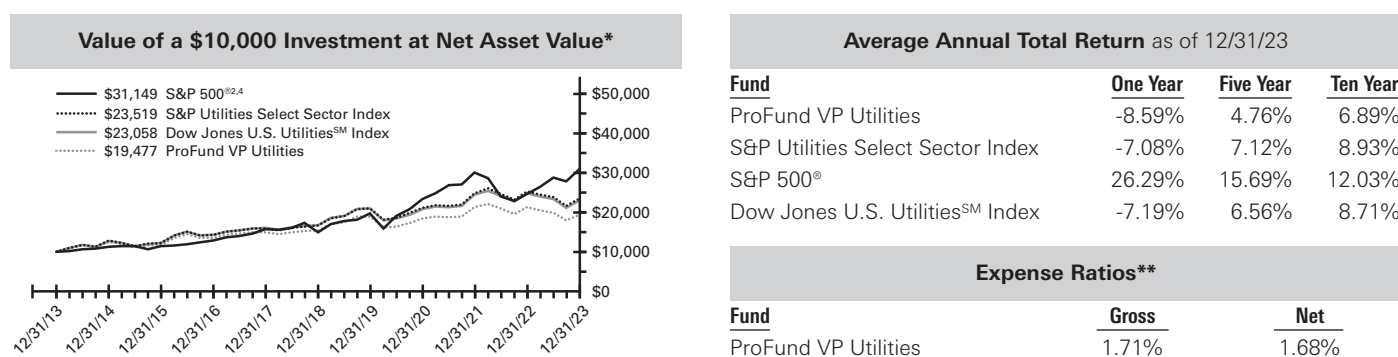 Value of a $10,000 Investment at Net Asset Value*
$31,149 S&P 500®2,4
$23,519 S&P Utilities Select Sector Index
$23,058 Dow Jones U.S. UtilitiesSM Index
$19,477 ProFund VP Utilities
$50,000
$40,000
$30,000
$20,000
$10,000
$0
12/31/13
12/31/14
12/31/15
12/31/16
12/31/17
12/31/18
12/31/19
12/31/20
12/31/21
12/31/22
12/31/23
Average Annual Total Return as of 12/31/23
Fund One Year Five Year Ten Year
ProFund VP Utilities -8.59% 4.76% 6.89%
S&P Utilities Select Sector Index -7.08% 7.12% 8.93%
S&P 500® 26.29% 15.69% 12.03%
Dow Jones U.S. UtilitiesSM Index -7.19% 6.56% 8.71%
Expense Ratios**
Fund Gross Net
ProFund VP Utilities 1.71% 1.68%